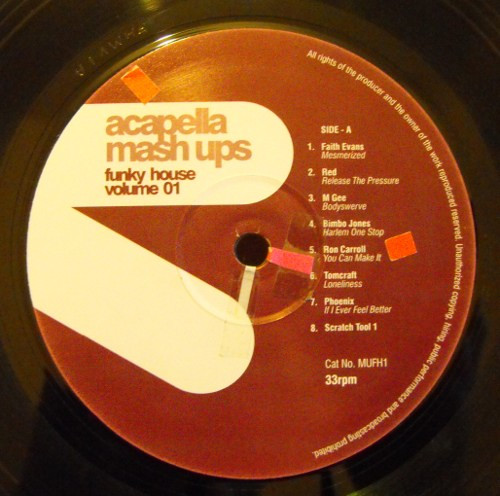 acapella
mash ups
funky house
volume 01
SIDE - A
1. Faith Evans
Mesmerized
2. Red
Release The Pressure
3. M Gee
Bodyswerve
4. Bimbo Jones
Harlem One Stop
5. Ron Carroll
You Can Make It
6. Tomcraft
Loneliness
7. Phoenix
If I Ever Feel Better
8. Scratch Tool 1
Cat No. MUFH1
33rpm
All rights of the producer and the owner of the work reproduced reserved. Unauthorized copying, hiring, public performance and broadcasting prohibited.